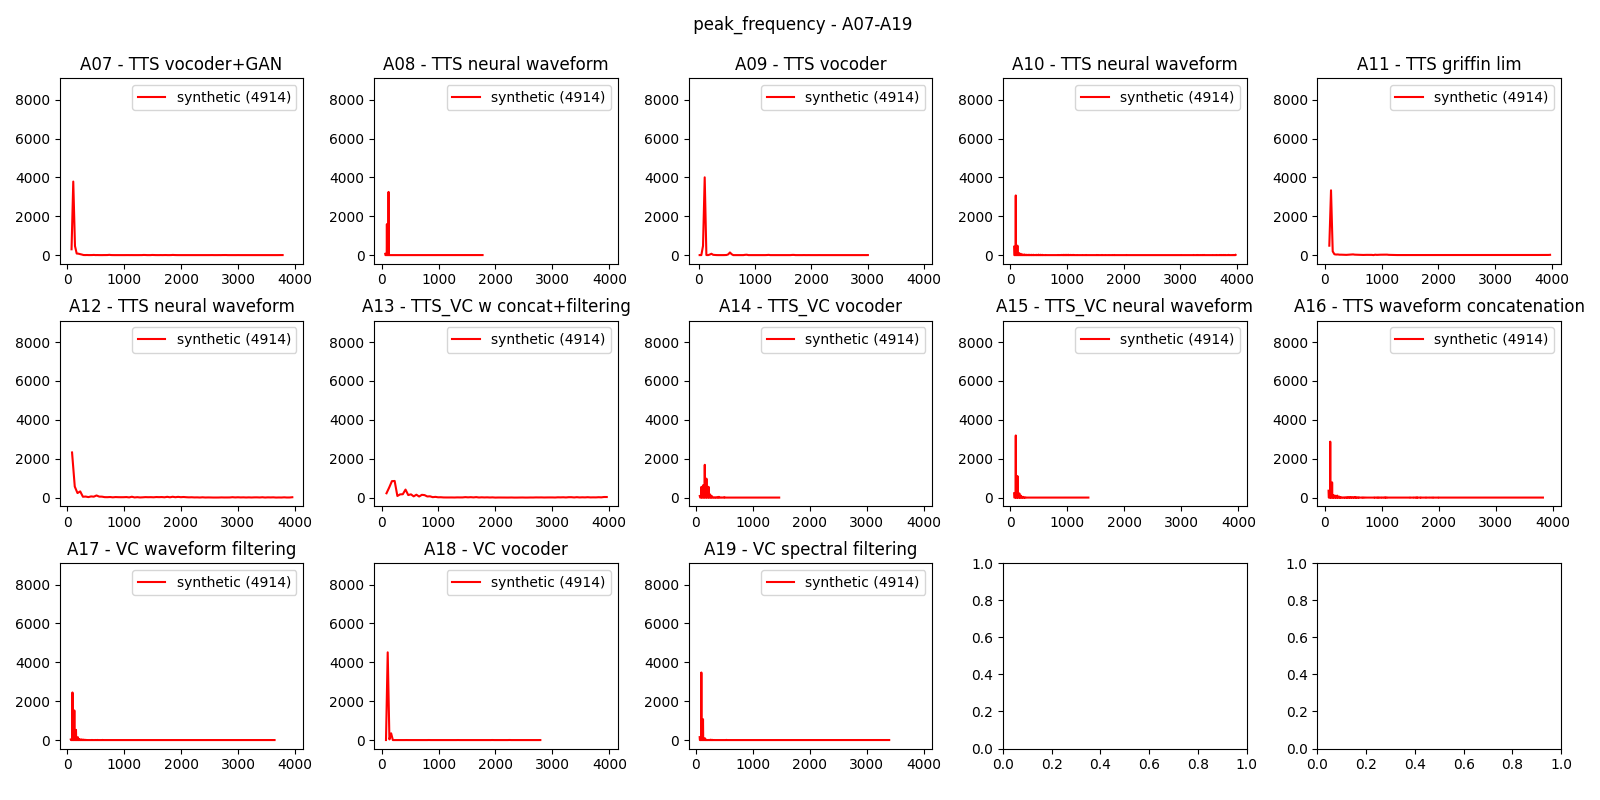 peak_frequency - A07-A19
A07 - TTS vocoder+GAN
A08 - TTS neural waveform
A09 - TTS vocoder
A10 - TTS neural waveform
A11 - TTS griffin lim
synthetic (4914)
synthetic (4914)
synthetic (4914)
synthetic (4914)
synthetic (4914)
8000 8000 8000 8000 8000
6000 6000 6000 6000 6000
4000 4000 4000 4000 4000
2000 2000 2000 2000 2000
0 0 0 0 0
0 1000 2000 3000 4000
0 1000 2000 3000 4000
0 1000 2000 3000 4000
0 1000 2000 3000 4000
0 1000 2000 3000 4000
A12 - TTS neural waveform
A13 - TTS_VC w concat+filtering
A14 - TTS_VC vocoder
A15 - TTS_VC neural waveform
A16 - TTS waveform concatenation
synthetic (4914)
synthetic (4914)
synthetic (4914)
synthetic (4914)
synthetic (4914)
8000 8000 8000 8000 8000
6000 6000 6000 6000 6000
4000 4000 4000 4000 4000
2000 2000 2000 2000 2000
0 0 0 0 0
0 1000 2000 3000 4000
0 1000 2000 3000 4000
0 1000 2000 3000 4000
0 1000 2000 3000 4000
0 1000 2000 3000 4000
A17 - VC waveform filtering
A18 - VC vocoder
A19 - VC spectral filtering
synthetic (4914)
synthetic (4914)
synthetic (4914)
8000 8000 8000 1.0 1.0
6000 6000 6000 0.8 0.8
4000 4000 4000 0.6 0.6
2000 2000 2000 0.4 0.4
0 0 0 0.2 0.2
0.0 0.0
0 1000 2000 3000 4000
0 1000 2000 3000 4000
0 1000 2000 3000 4000
0.0 0.2 0.4 0.6 0.8 1.0
0.0 0.2 0.4 0.6 0.8 1.0